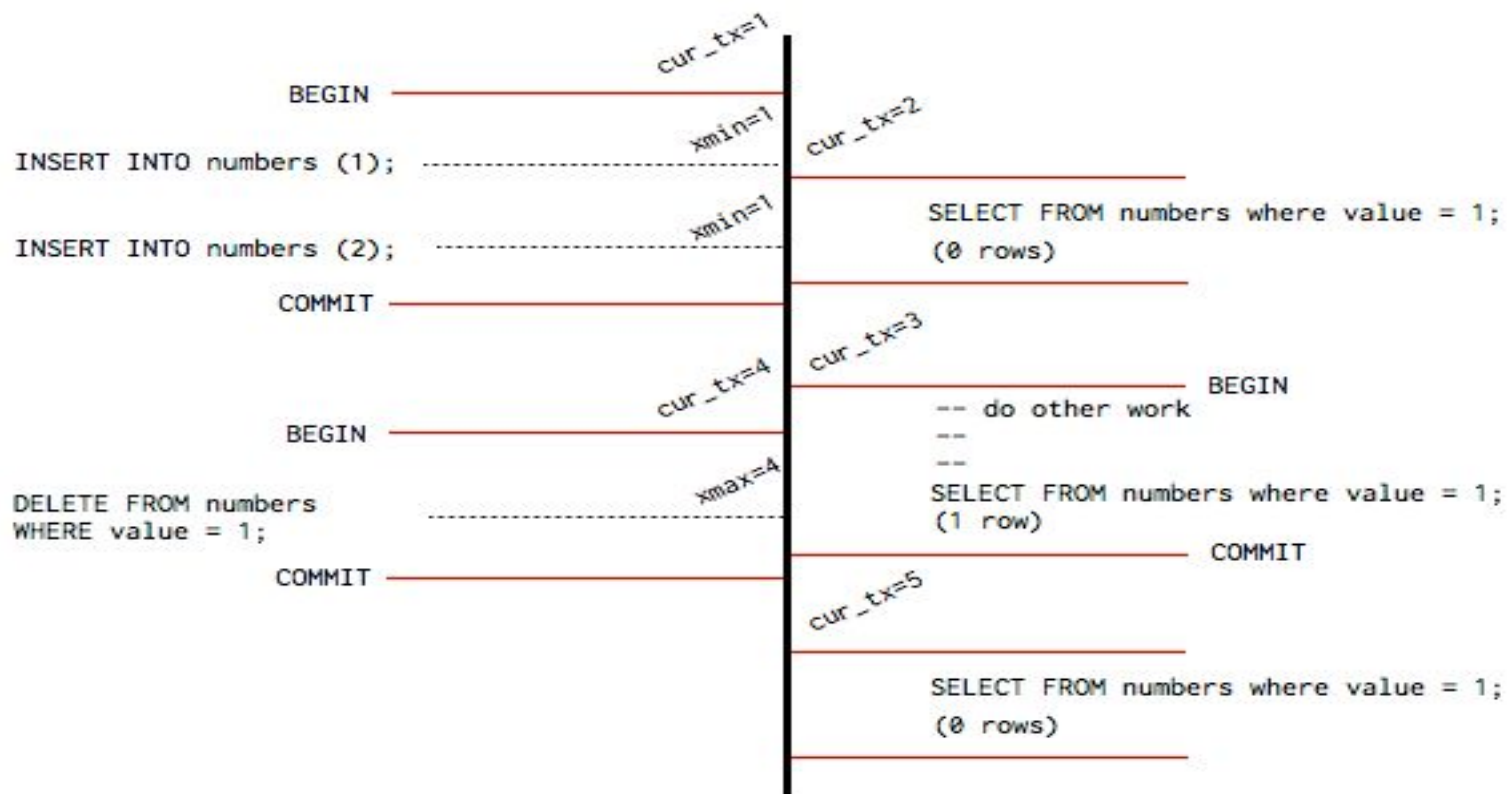 cur_tx=1
BEGIN
xmin=1
cur_tx=2
INSERT INTO numbers (1);
SELECT FROM numbers where value = 1;
xmin=1
INSERT INTO numbers (2);
(0 rows)
COMMIT
cur_tx=3
cur_tx=4
BEGIN
-- do other work
BEGIN
--
--
xmax=4
SELECT FROM numbers where value = 1;
DELETE FROM numbers
(1 row)
WHERE value = 1;
COMMIT
COMMIT
cur_tx=5
SELECT FROM numbers where value = 1;
(0 rows)